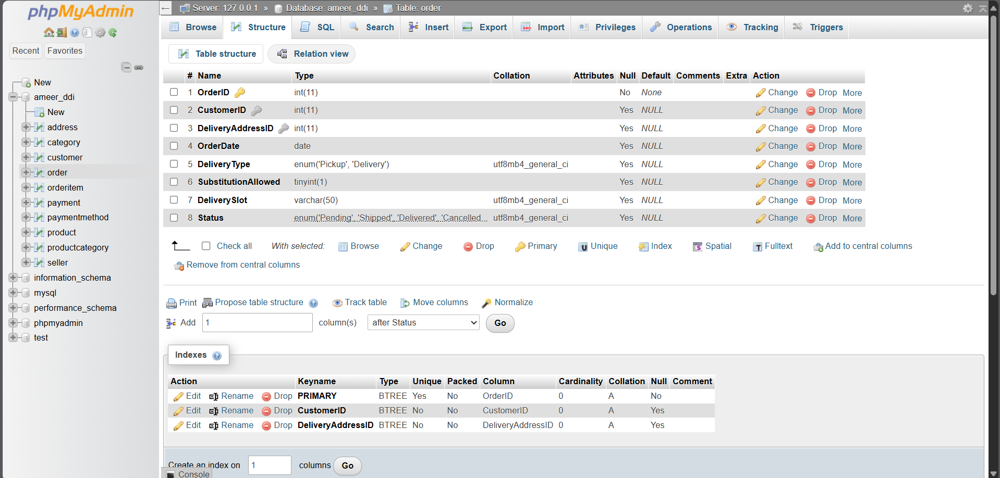 phpMyAdmin
Recent Favorites
New
ameer_ddi
New
address
category
customer
order
orderitem
payment
paymentmethod
product
productcategory
seller
information_schema
mysql
performance_schema
phpmyadmin
test
← Server: 127.0.0.1 » Database: ameer_ddi » Table: order
Browse Structure SQL Search Insert Export Import Privileges Operations Tracking Triggers
Table structure Relation view
# Name Type Collation Attributes Null Default Comments Extra Action
1 OrderID int(11) No None Change Drop More
2 CustomerID int(11) Yes NULL Change Drop More
3 DeliveryAddressID int(11) Yes NULL Change Drop More
4 OrderDate date Yes NULL Change Drop More
5 DeliveryType enum('Pickup', 'Delivery') utf8mb4_general_ci Yes NULL Change Drop More
6 SubstitutionAllowed tinyint(1) Yes NULL Change Drop More
7 DeliverySlot varchar(50) utf8mb4_general_ci Yes NULL Change Drop More
8 Status enum('Pending', 'Shipped', 'Delivered', 'Cancelled... utf8mb4_general_ci Yes NULL Change Drop More
Check all With selected: Browse Change Drop Primary Unique Index Spatial Fulltext Add to central columns
Remove from central columns
Print Propose table structure Track table Move columns Normalize
Add 1 column(s) after Status Go
Indexes
Action Keyname Type Unique Packed Column Cardinality Collation Null Comment
Edit Rename Drop PRIMARY BTREE Yes No OrderID 0 A No
Edit Rename Drop CustomerID BTREE No No CustomerID 0 A Yes
Edit Rename Drop DeliveryAddressID BTREE No No DeliveryAddressID 0 A Yes
Create an index on 1 columns Go
Console